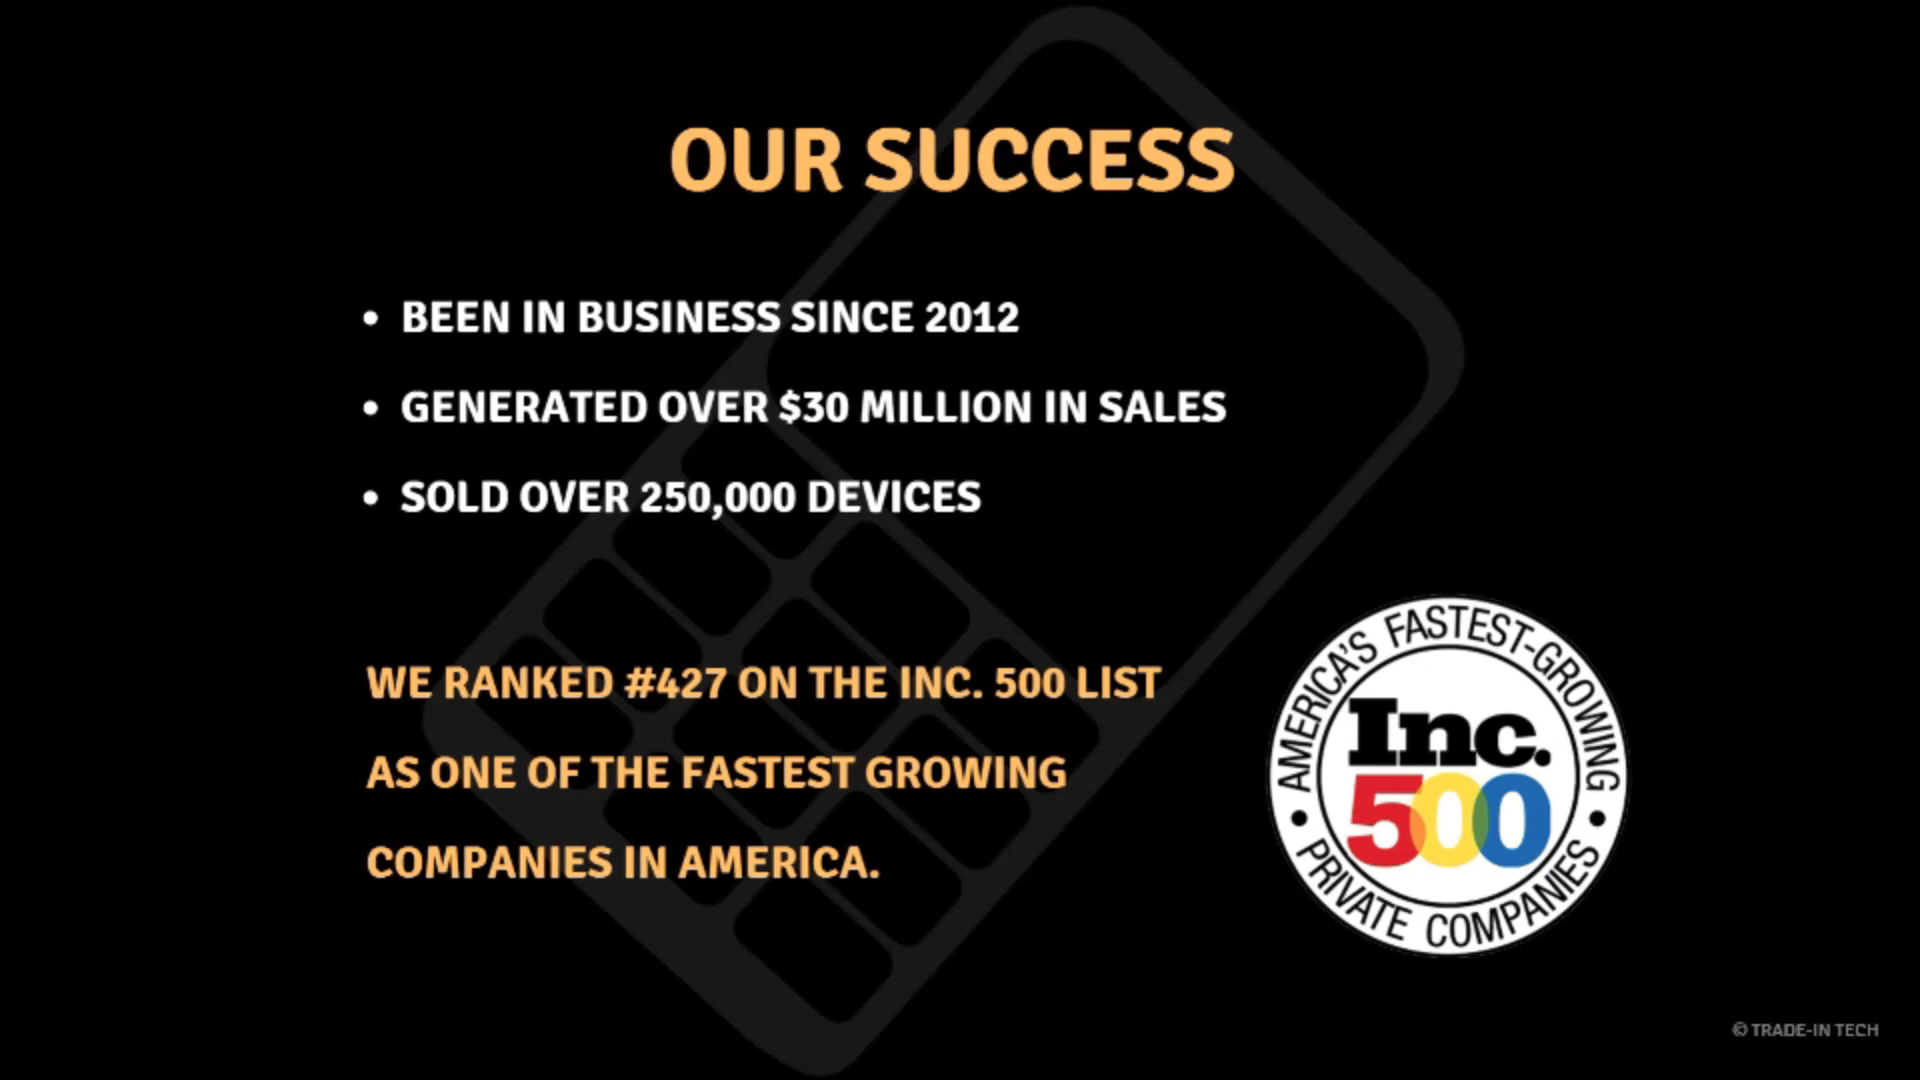 OUR SUCCESS
• BEEN IN BUSINESS SINCE 2012
• GENERATED OVER $30 MILLION IN SALES
• SOLD OVER 250,000 DEVICES
WE RANKED #427 ON THE INC. 500 LIST
AS ONE OF THE FASTEST GROWING
COMPANIES IN AMERICA.
AMERICA'S FASTEST-GROWING
Inc.
500
• PRIVATE COMPANIES •
© TRADE-IN TECH